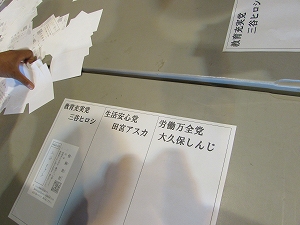 教育充実党
三谷ヒロシ
教育充実党
三谷ヒロシ
生活安心党
田宮アスカ
労働万全党
大久保しんじ